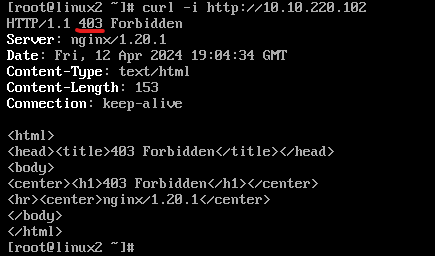 [root@linux2 ~]# curl -i http://10.10.220.102
HTTP/1.1 403 Forbidden
Server: nginx/1.20.1
Date: Fri, 12 Apr 2024 19:04:34 GMT
Content-Type: text/html
Content-Length: 153
Connection: keep-alive

<html>
<head><title>403 Forbidden</title></head>
<body>
<center><h1>403 Forbidden</h1></center>
<hr><center>nginx/1.20.1</center>
</body>
</html>
[root@linux2 ~]#